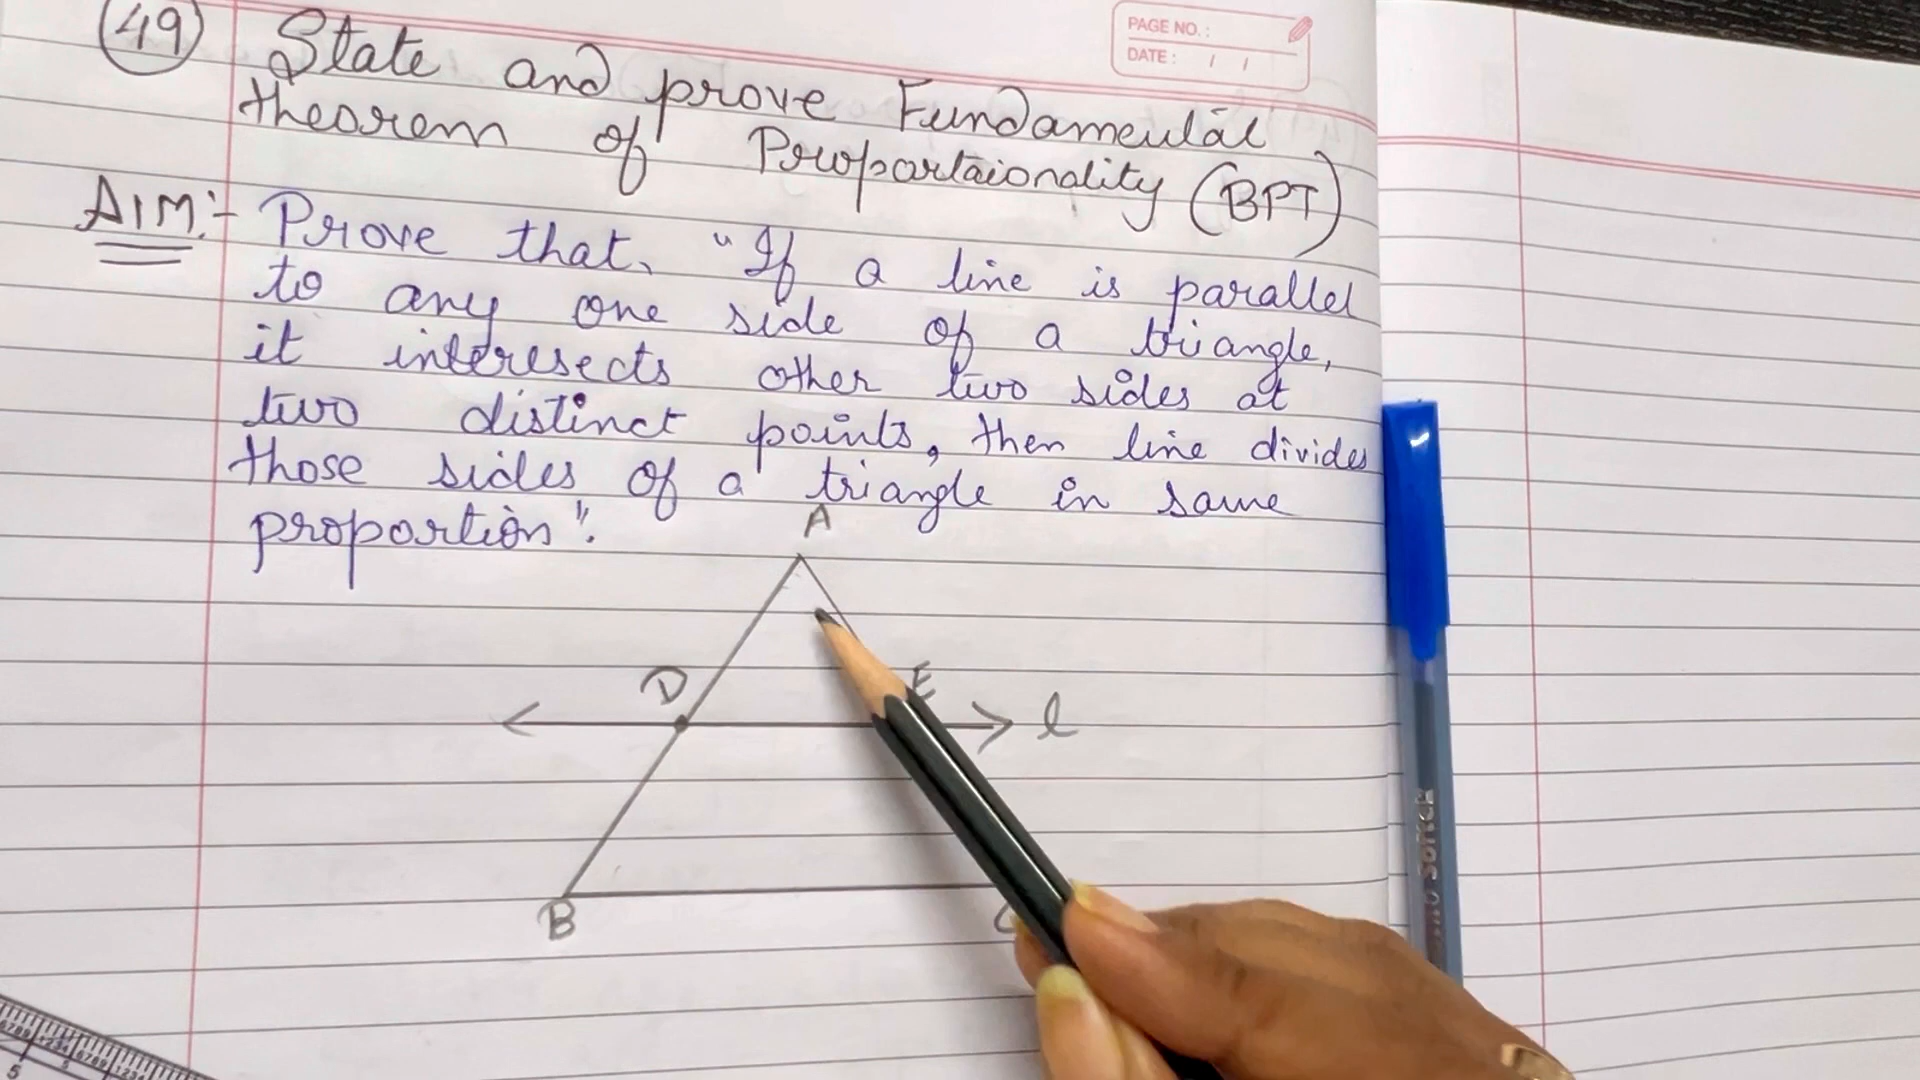 PAGE NO.:
DATE: / /
49 State and prove Fundamental
theorem of Propartaionality (BPT)
AIM:- Prove that, "If a line is parallel
to any one side of a triangle,
it interesects other two sides at
two distinct points, then line divides
those sides of a triangle in same
proportion".
A
D E
l
B C